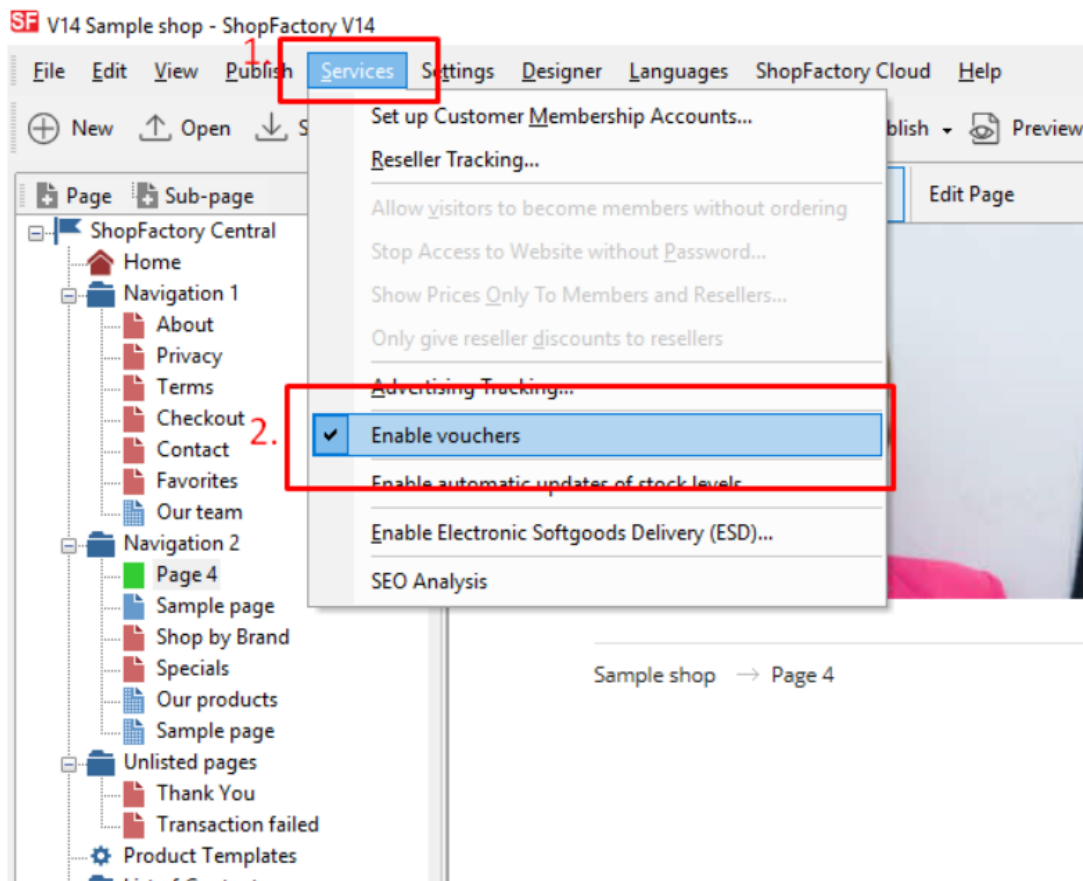 SF V14 Sample shop - ShopFactory V14
1.
File Edit View Publish Services Settings Designer Languages ShopFactory Cloud Help
New Open S blish Preview
Set up Customer Membership Accounts...
Reseller Tracking...
Allow visitors to become members without ordering
Stop Access to Website without Password...
Show Prices Only To Members and Resellers...
Only give reseller discounts to resellers
Advertising Tracking...
2.
Enable vouchers
Enable automatic updates of stock levels
Enable Electronic Softgoods Delivery (ESD)...
SEO Analysis
Page Sub-page
Edit Page
ShopFactory Central
Home
Navigation 1
About
Privacy
Terms
Checkout
Contact
Favorites
Our team
Navigation 2
Page 4
Sample page
Shop by Brand
Specials
Our products
Sample page
Unlisted pages
Thank You
Transaction failed
Product Templates
Sample shop → Page 4